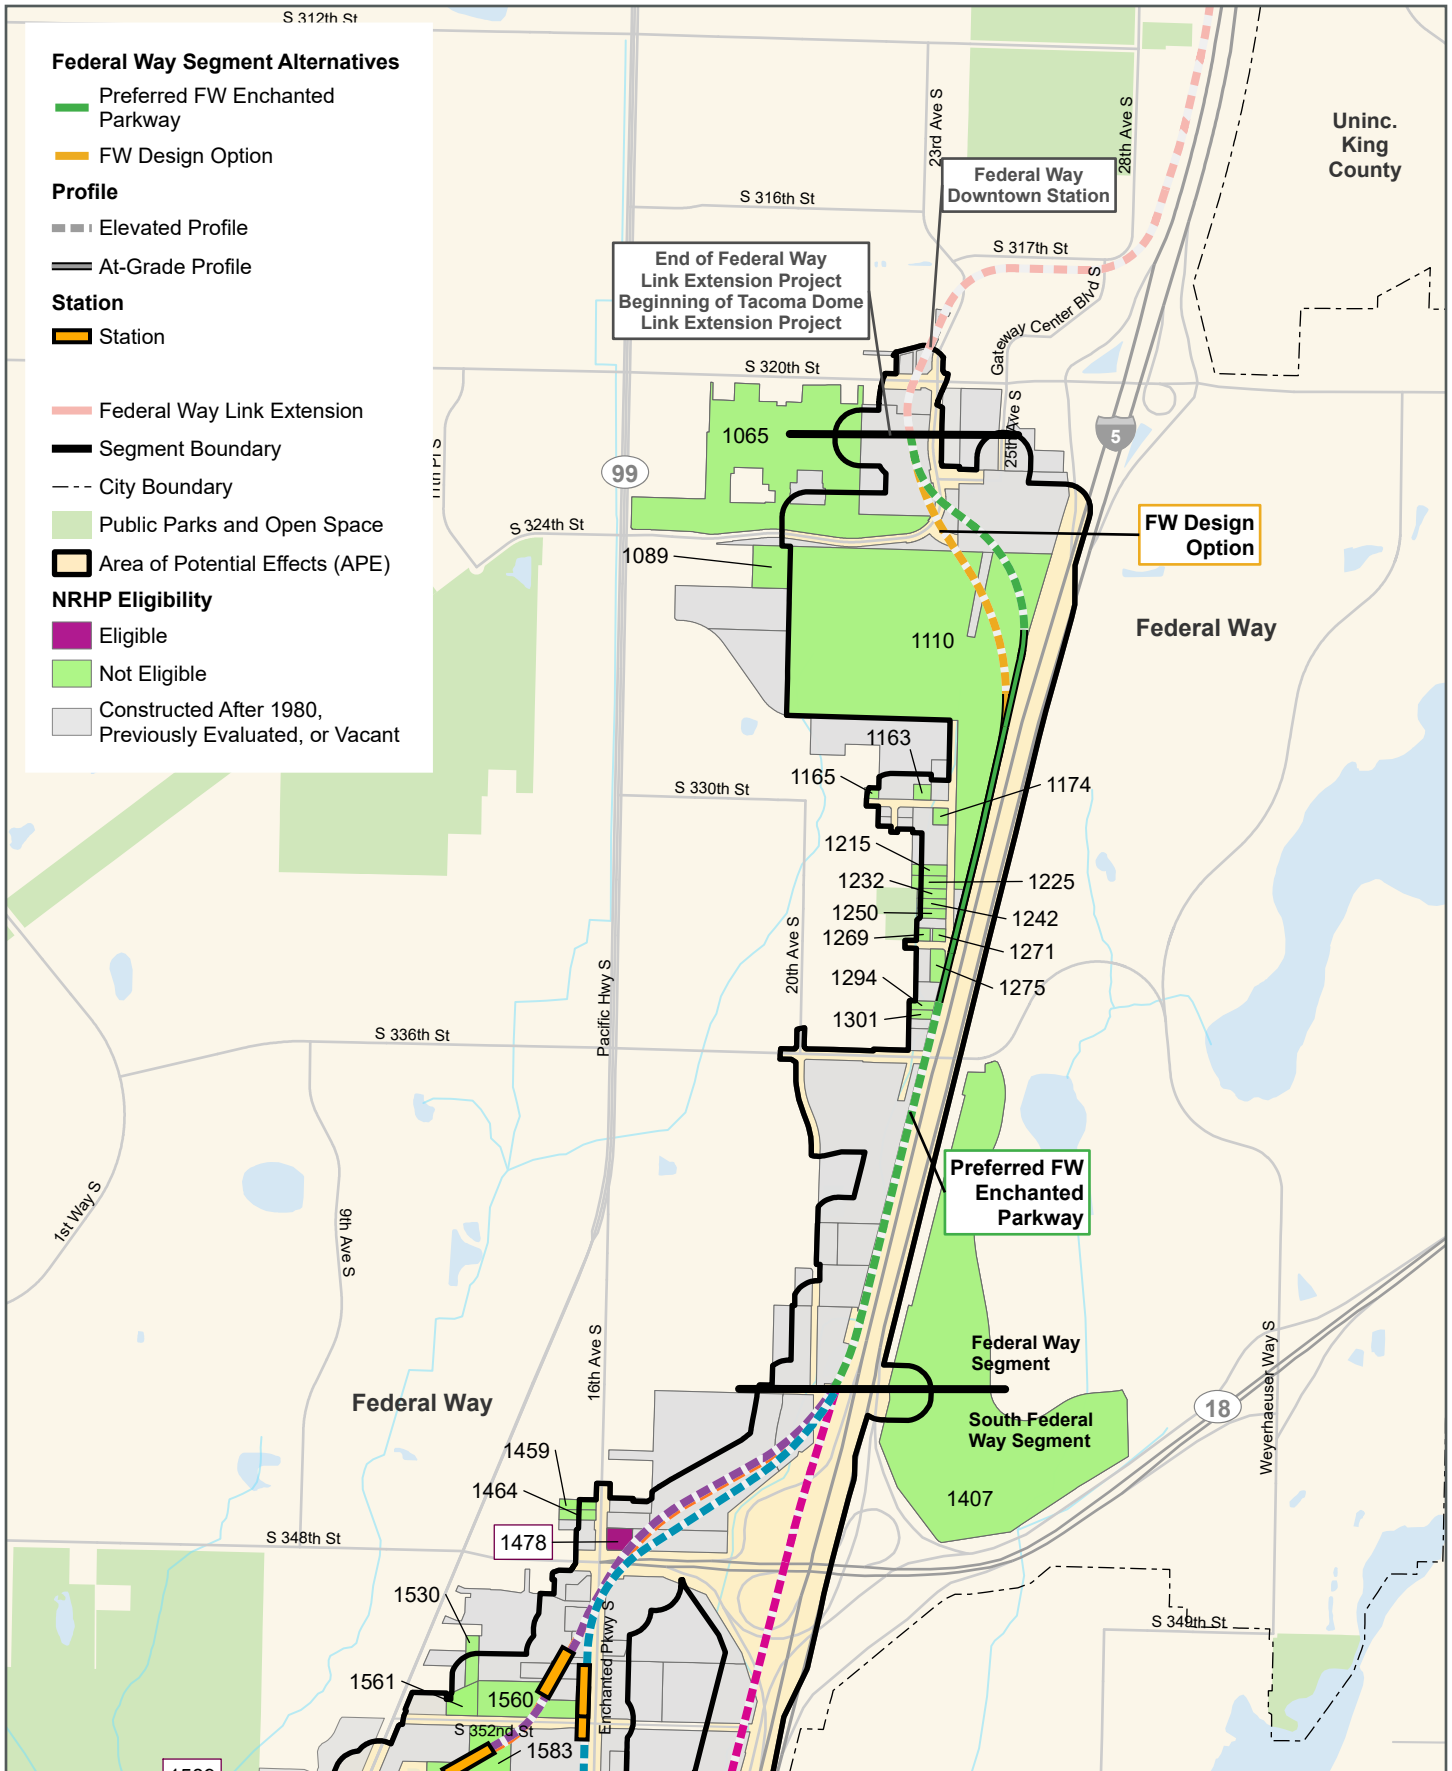 S 312th St
Federal Way Segment Alternatives
Preferred FW Enchanted
Parkway
FW Design Option
Profile
Elevated Profile
At-Grade Profile
Station
Station
Federal Way Link Extension
Segment Boundary
City Boundary
Public Parks and Open Space
Area of Potential Effects (APE)
NRHP Eligibility
Eligible
Not Eligible
Constructed After 1980,
Previously Evaluated, or Vacant
23rd Ave S
28th Ave S
Uninc.
King
County
Federal Way
Downtown Station
S 316th St
S 317th St
End of Federal Way
Link Extension Project
Beginning of Tacoma Dome
Link Extension Project
Gateway Center Blvd S
S 320th St
25th Ave S
5
1065
99
S 324th St
FW Design
Option
1089
Federal Way
1110
1163
1165
1174
S 330th St
1215
1232
1225
1250
1242
1269
1271
1275
1294
1301
20th Ave S
Pacific Hwy S
S 336th St
Preferred FW
Enchanted
Parkway
1st Way S
9th Ave S
Federal Way
Segment
Weyerhaeuser Way S
16th Ave S
Federal Way
18
South Federal
Way Segment
1459
1464
1407
1478
S 348th St
1530
S 349th St
1561
1560
Enchanted Pkwy S
S 352nd St
1583